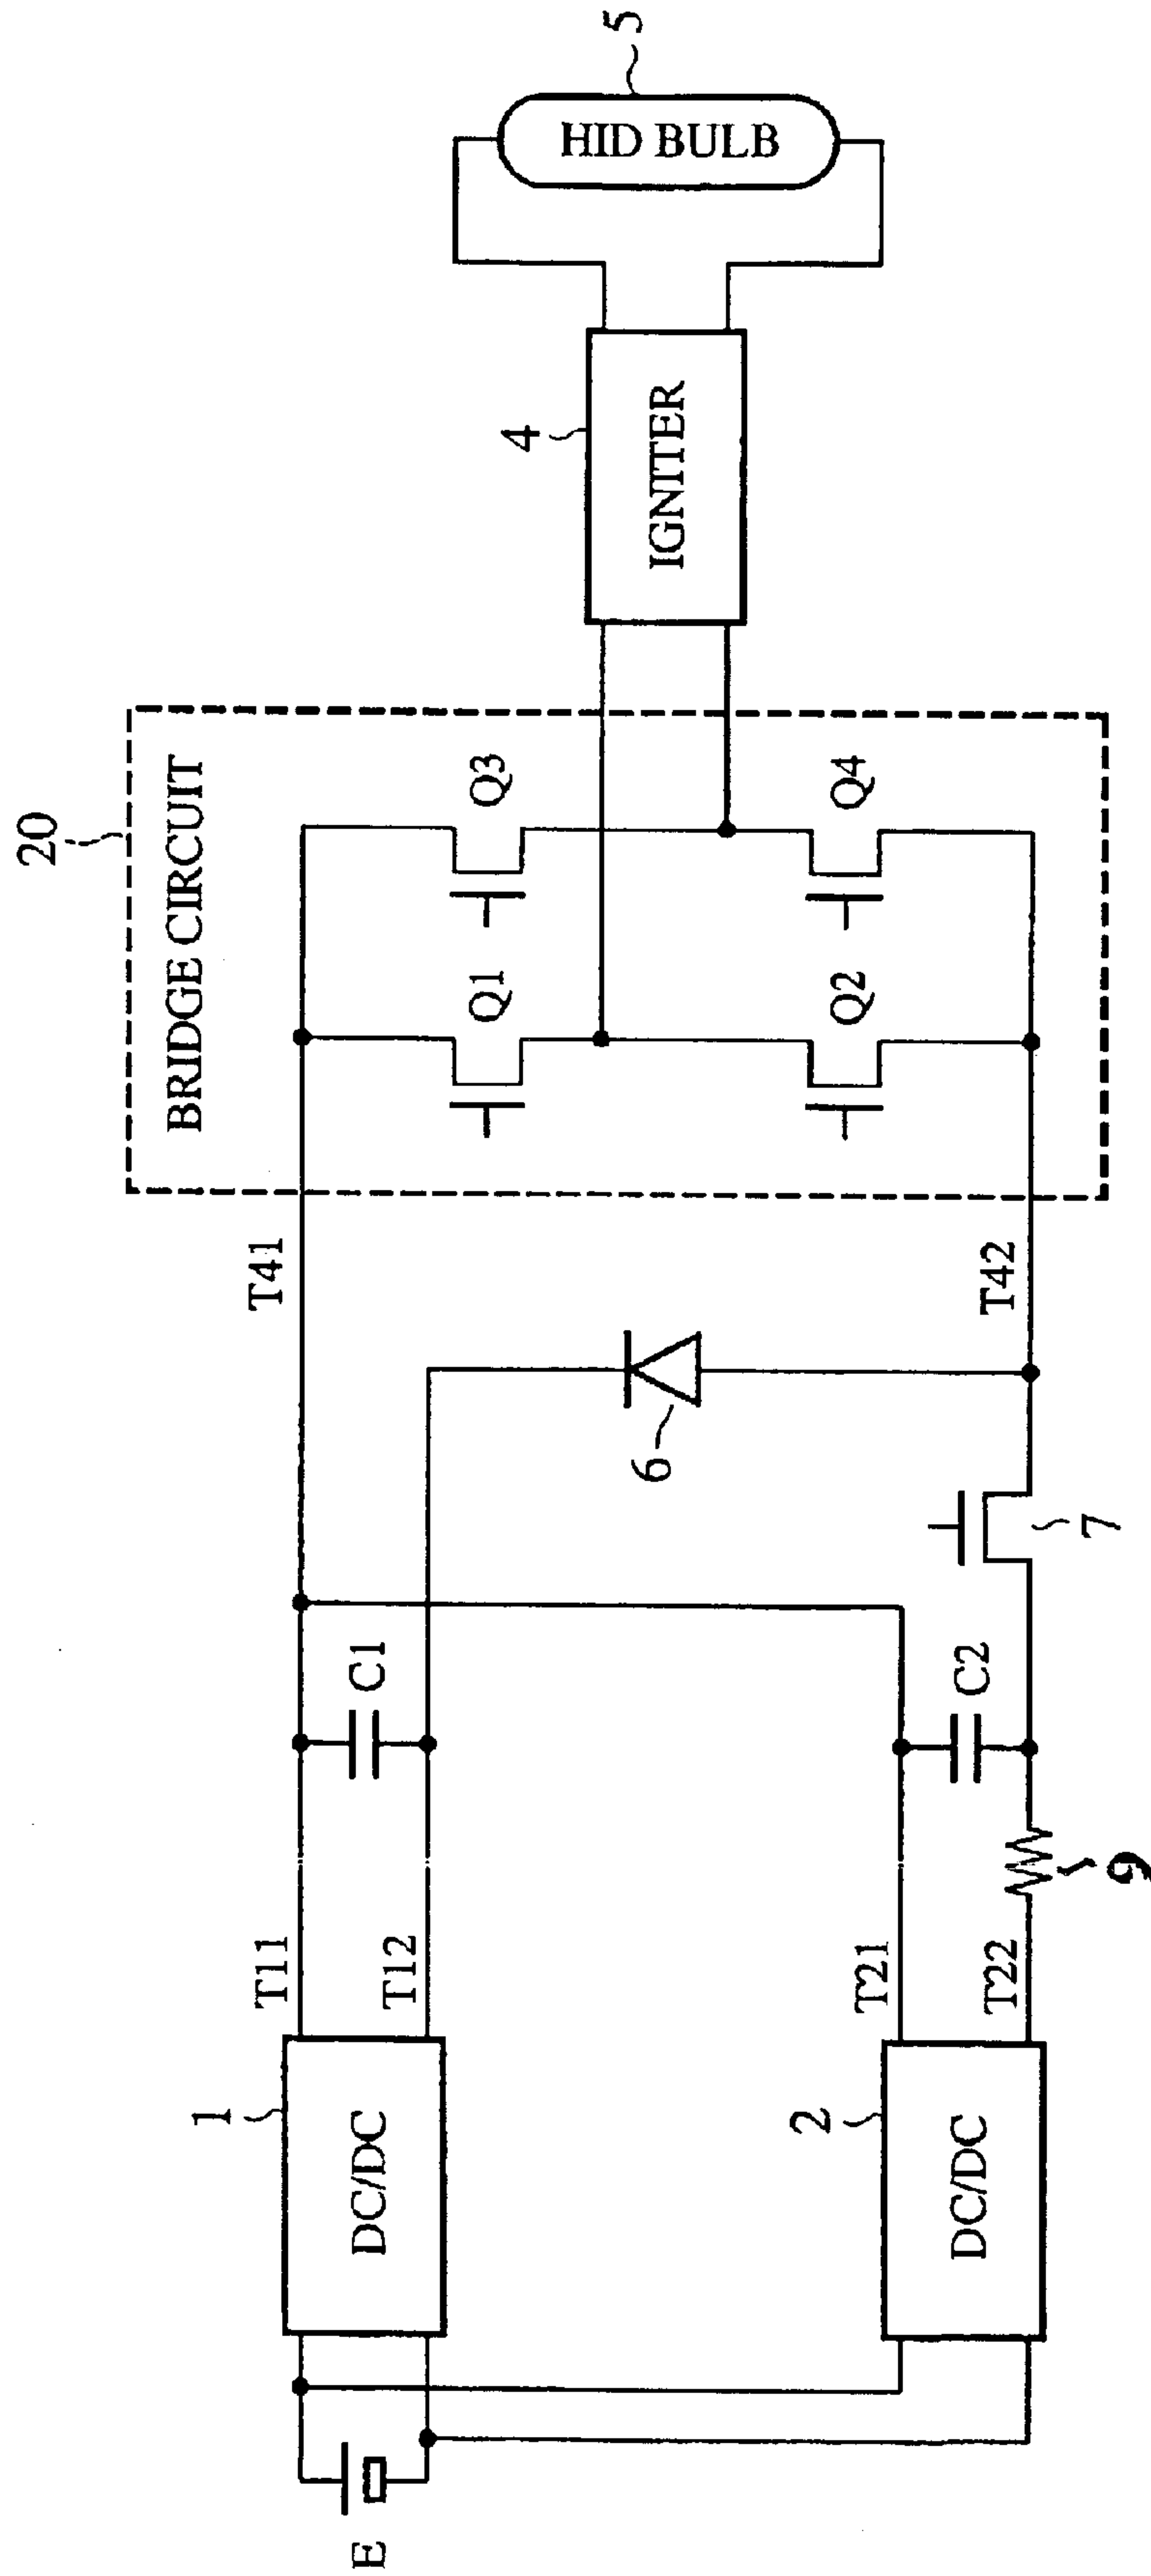 20
BRIDGE CIRCUIT
1
T11
T41
E
DC/DC
C1
T12
Q1
Q3
4
5
IGNITER
HID BULB
6
2
T21
Q2
Q4
DC/DC
C2
T22
T42
7
9